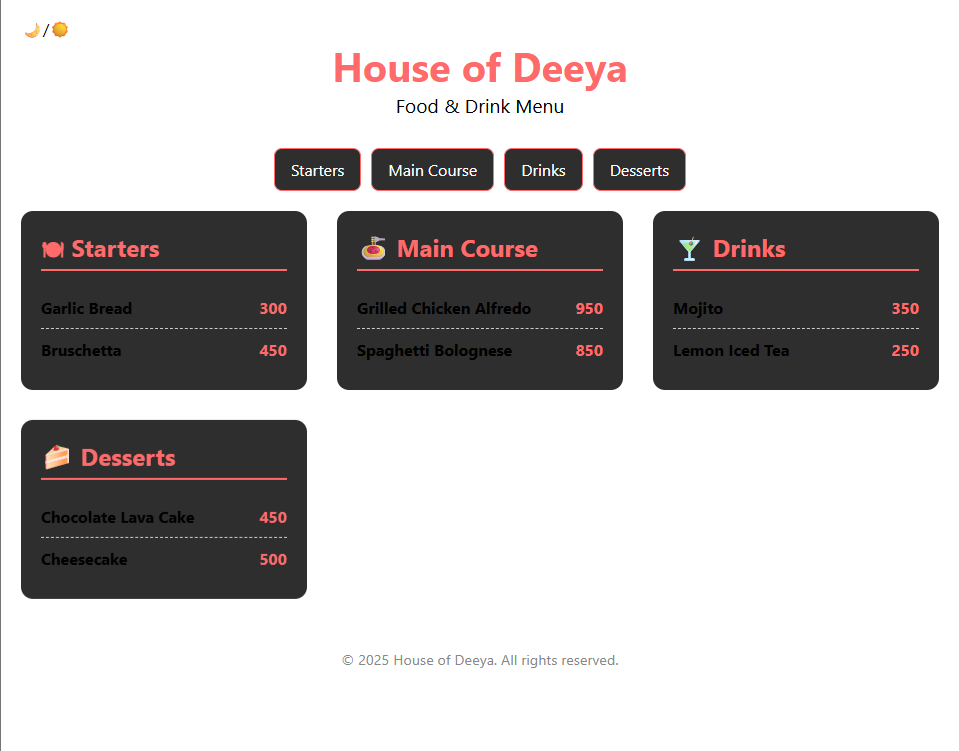 🌙/☀️
House of Deeya
Food & Drink Menu
Starters Main Course Drinks Desserts
🍽️ Starters
Garlic Bread 300
Bruschetta 450
🍝 Main Course
Grilled Chicken Alfredo 950
Spaghetti Bolognese 850
🍸 Drinks
Mojito 350
Lemon Iced Tea 250
🍰 Desserts
Chocolate Lava Cake 450
Cheesecake 500
© 2025 House of Deeya. All rights reserved.